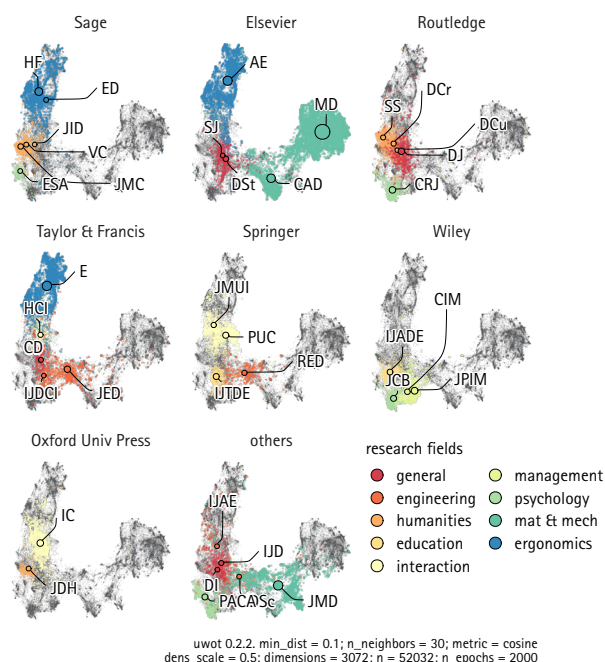 Sage
Elsevier
Routledge
HF
ED
JID
VC
ESA
JMC
AE
MD
SJ
DSt
CAD
DCr
SS
DCu
DJ
CRJ
Taylor & Francis
Springer
Wiley
E
HCI
CD
IJDCI
JED
JMUI
PUC
RED
IJTDE
CIM
IJADE
JCB
JPIM
Oxford Univ Press
others
IC
JDH
IJAE
IJD
DI
PACA
DSc
JMD
research fields
general
engineering
humanities
education
interaction
management
psychology
mat & mech
ergonomics
uwot 0.2.2. min_dist = 0.1; n_neighbors = 30; metric = cosine
dens_scale = 0.5; dimensions = 3072; n = 52032; n_epochs = 2000